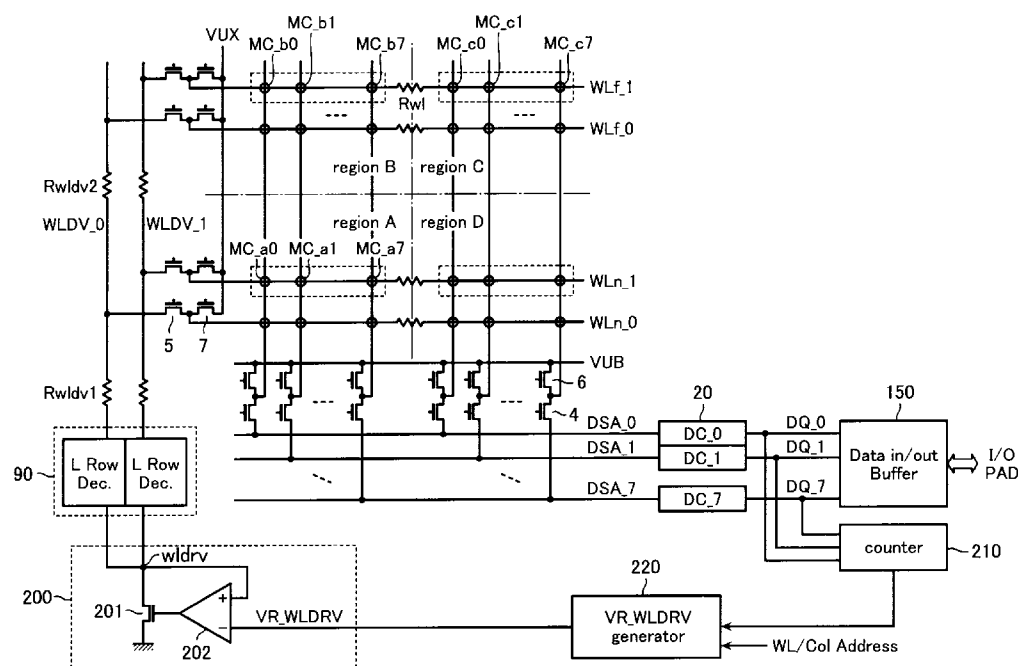 VUX
MC_b0
MC_b1
MC_b7
MC_c0
MC_c1
MC_c7
WLf_1
Rwl
WLf_0
region B
region C
Rwldv2
WLDV_0
WLDV_1
region A
region D
MC_a0
MC_a1
MC_a7
WLn_1
WLn_0
5
7
VUB
6
4
Rwldv1
90
L Row Dec.
L Row Dec.
DSA_0
DSA_1
DSA_7
20
DC_0
DC_1
DC_7
DQ_0
DQ_1
DQ_7
150
Data in/out
Buffer
I/O
PAD
counter
210
wldrv
200
201
202
+
−
VR_WLDRV
220
VR_WLDRV
generator
WL/Col Address